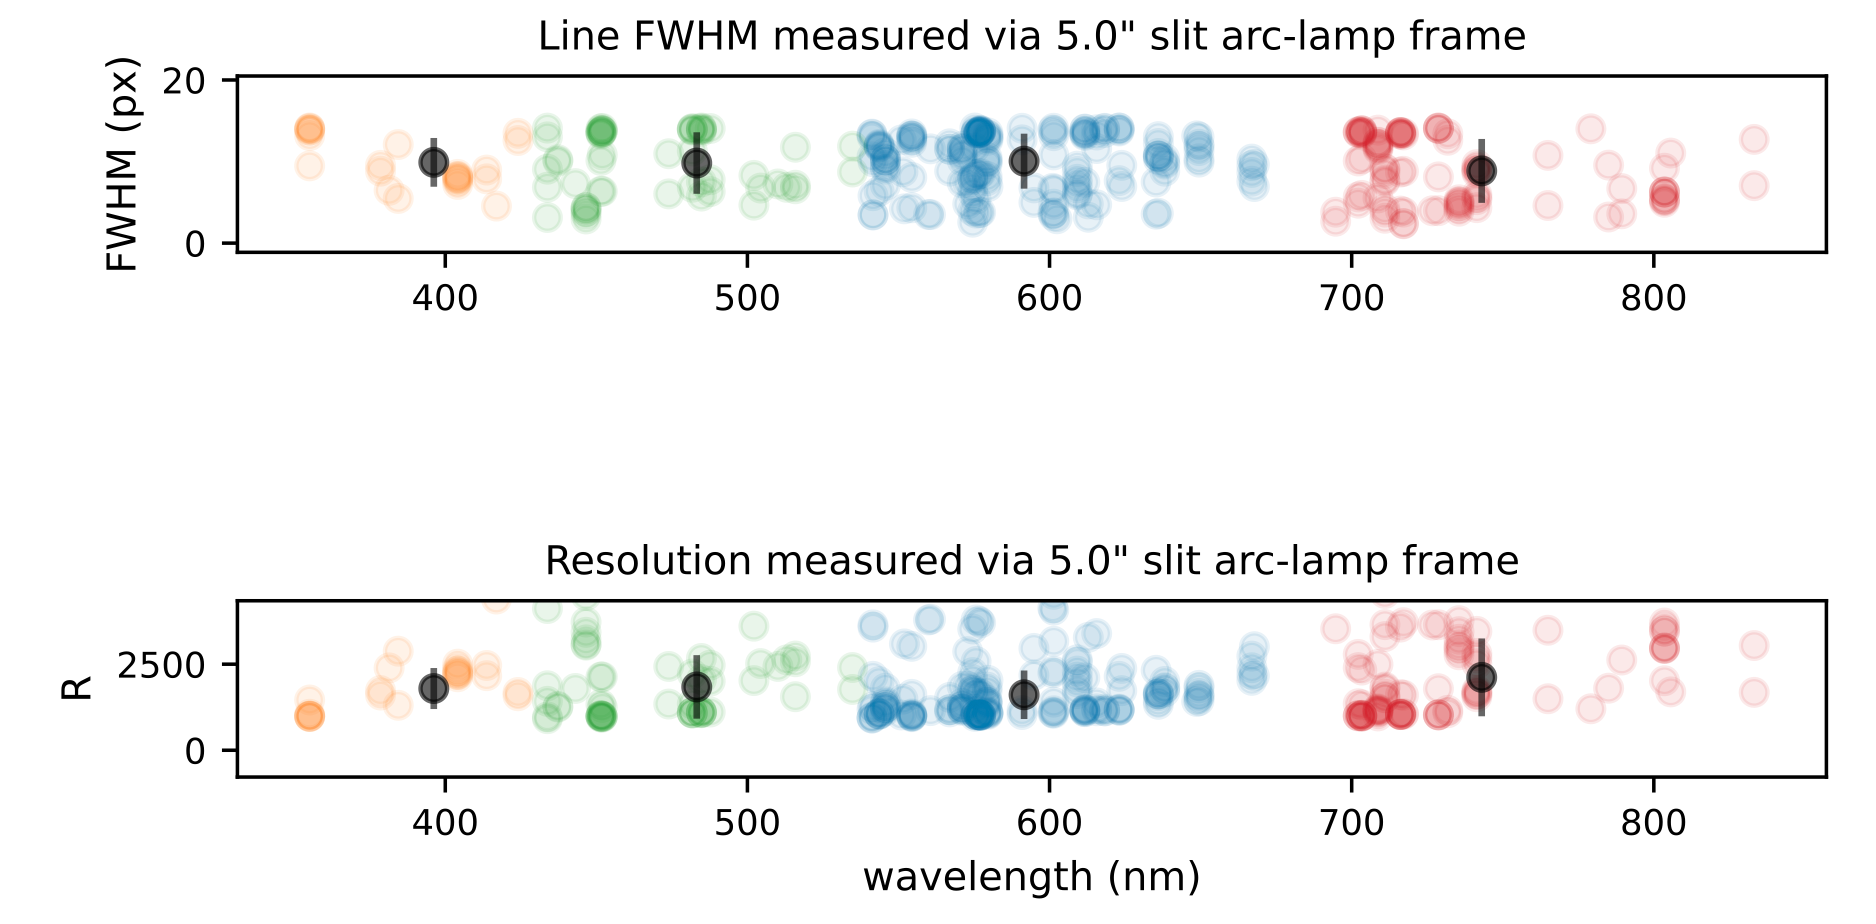 Line FWHM measured via 5.0" slit arc-lamp frame
FWHM (px)
20
0
400 500 600 700 800
Resolution measured via 5.0" slit arc-lamp frame
R
2500
0
400 500 600 700 800
wavelength (nm)